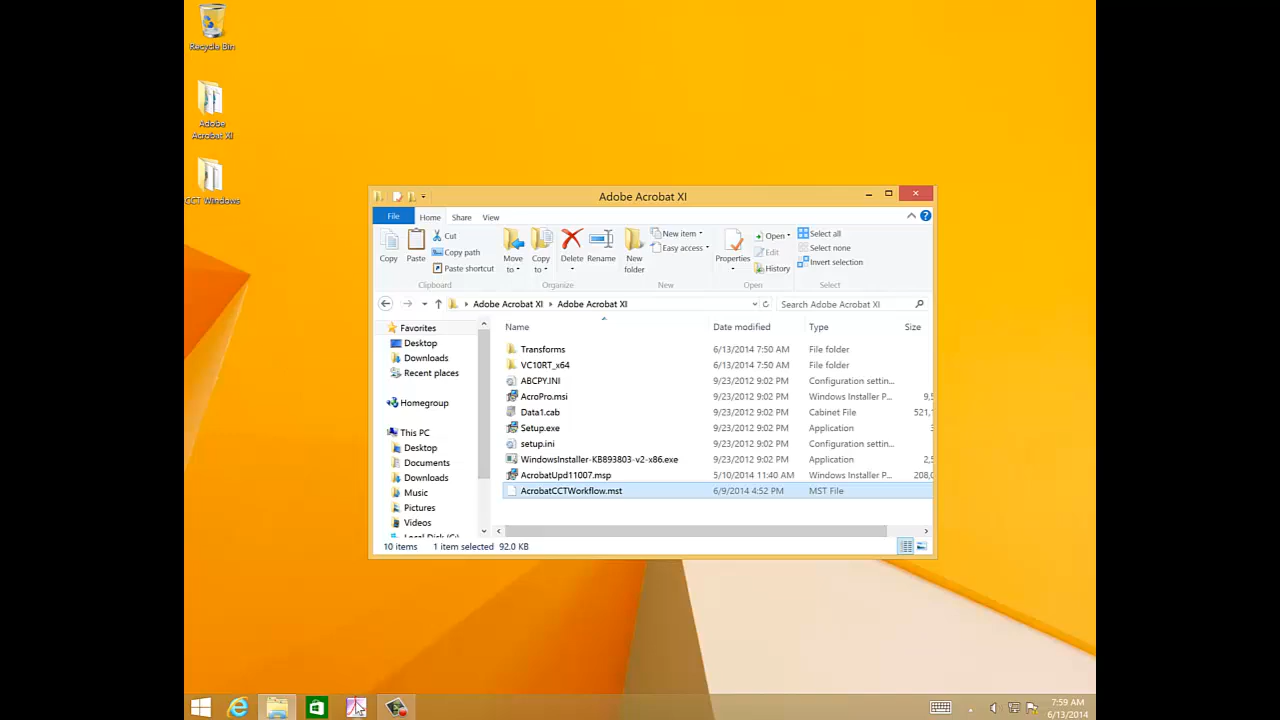 Recycle Bin
Adobe
Acrobat XI
CCT Windows
Adobe Acrobat XI
File Home Share View
Copy
Paste
Cut
Copy path
Paste shortcut
Clipboard
Move
to
Copy
to
Delete
Rename
Organize
New
folder
New item
Easy access
New
Properties
Open
Edit
History
Open
Select all
Select none
Invert selection
Select
Adobe Acrobat XI Adobe Acrobat XI
Search Adobe Acrobat XI
Favorites
Desktop
Downloads
Recent places
Homegroup
This PC
Desktop
Documents
Downloads
Music
Pictures
Videos
Name Date modified Type Size
Transforms 6/13/2014 7:50 AM File folder
VC10RT_x64 6/13/2014 7:50 AM File folder
ABCPY.INI 9/23/2012 9:02 PM Configuration settin...
AcroPro.msi 9/23/2012 9:02 PM Windows Installer P... 9,5
Data1.cab 9/23/2012 9:02 PM Cabinet File 521,
Setup.exe 9/23/2012 9:02 PM Application 3
setup.ini 9/23/2012 9:02 PM Configuration settin...
WindowsInstaller-KB893803-v2-x86.exe 9/23/2012 9:02 PM Application 2,5
AcrobatUpd11007.msp 5/10/2014 11:40 AM Windows Installer P... 208,
AcrobatCCTWorkflow.mst 6/9/2014 4:52 PM MST File
10 items 1 item selected 92.0 KB
7:59 AM
6/13/2014